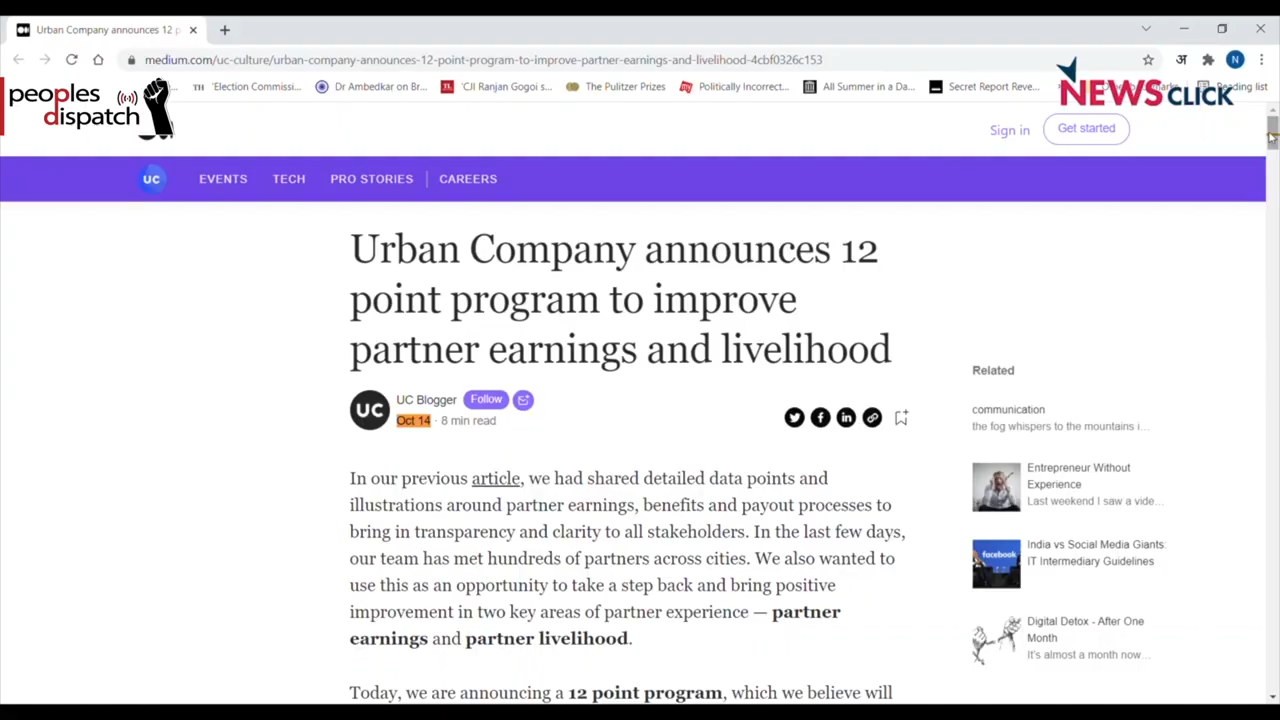 Urban Company announces 12 p
medium.com/uc-culture/urban-company-announces-12-point-program-to-improve-partner-earnings-and-livelihood-4cbf0326c153
अ
N
TH 'Election Commissi...
Dr Ambedkar on Br...
'CJI Ranjan Gogoi s...
The Pulitzer Prizes
Politically Incorrect...
All Summer in a Da...
Secret Report Reve...
Reading list
peoples
dispatch
NEWSCLICK
Sign in
Get started
UC
EVENTS
TECH
PRO STORIES
CAREERS
Urban Company announces 12
point program to improve
partner earnings and livelihood
UC
UC Blogger Follow
Oct 14 · 8 min read
In our previous article, we had shared detailed data points and
illustrations around partner earnings, benefits and payout processes to
bring in transparency and clarity to all stakeholders. In the last few days,
our team has met hundreds of partners across cities. We also wanted to
use this as an opportunity to take a step back and bring positive
improvement in two key areas of partner experience — partner
earnings and partner livelihood.
Today, we are announcing a 12 point program, which we believe will
Related
communication
the fog whispers to the mountains i...
Entrepreneur Without
Experience
Last weekend I saw a vide...
facebook
India vs Social Media Giants:
IT Intermediary Guidelines
Digital Detox - After One
Month
It's almost a month now...